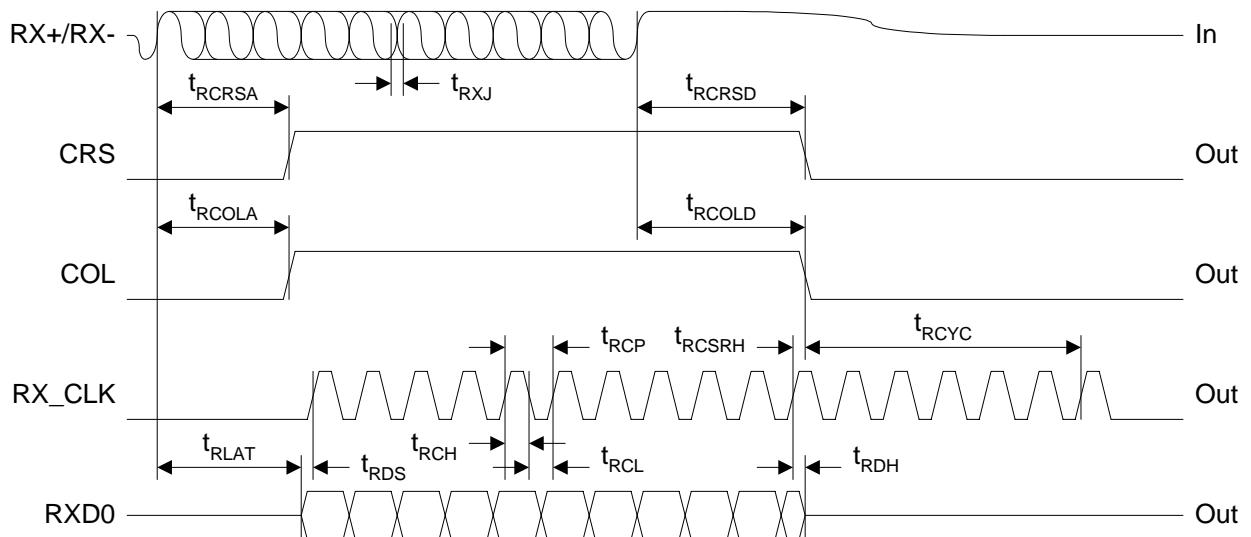 RX+/RX- In
tRCRSA tRXJ tRCRSD
CRS Out
tRCOLA tRCOLD
COL Out
tRCP tRCSRH tRCYC
RX_CLK Out
tRLAT tRDS tRCH tRCL tRDH
RXD0 Out